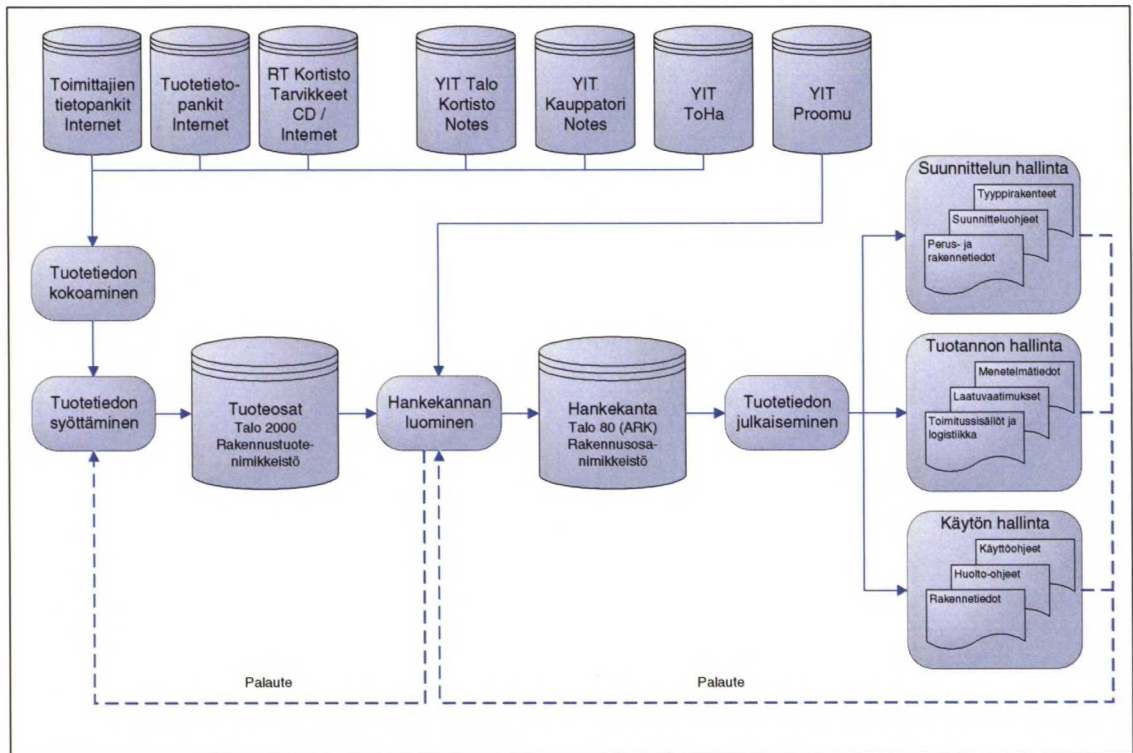 Toimittajien
tietopankit
Internet
Tuotetieto-
pankit
Internet
RT Kortisto
Tarvikkeet
CD /
Internet
YIT Talo
Kortisto
Notes
YIT
Kauppatori
Notes
YIT
ToHa
YIT
Proomu
Suunnittelun hallinta
Tyyppirakenteet
Suunnitteluohjeet
Perus- ja
rakennetiedot
Tuotetiedon
kokoaminen
Tuotetiedon
syöttäminen
Tuoteosat
Talo 2000
Rakennustuote-
nimikkeistö
Hankekannan
luominen
Hankekanta
Talo 80 (ARK)
Rakennusosa-
nimikkeistö
Tuotetiedon
julkaiseminen
Tuotannon hallinta
Menetelmätiedot
Laatuvaatimukset
Toimitussisällöt ja
logistiikka
Käytön hallinta
Käyttöohjeet
Huolto-ohjeet
Rakennetiedot
Palaute
Palaute